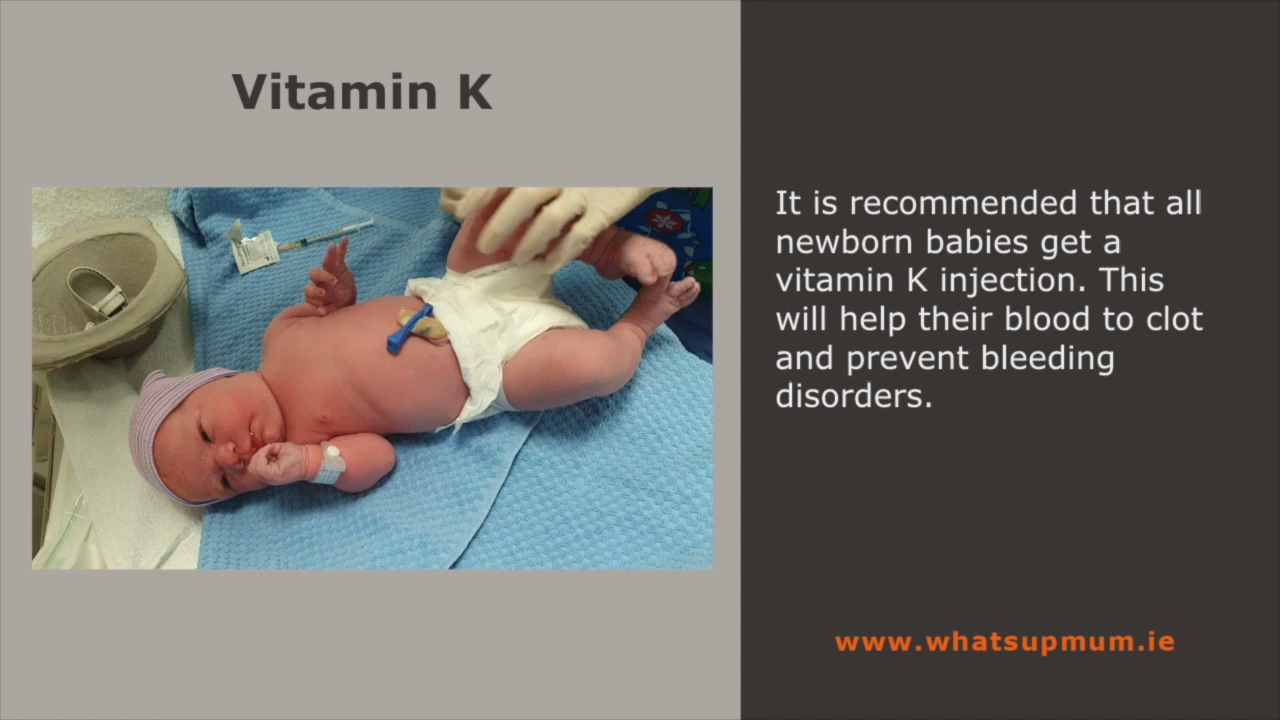 Vitamin K
It is recommended that all
newborn babies get a
vitamin K injection. This
will help their blood to clot
and prevent bleeding
disorders.
www.whatsupmum.ie